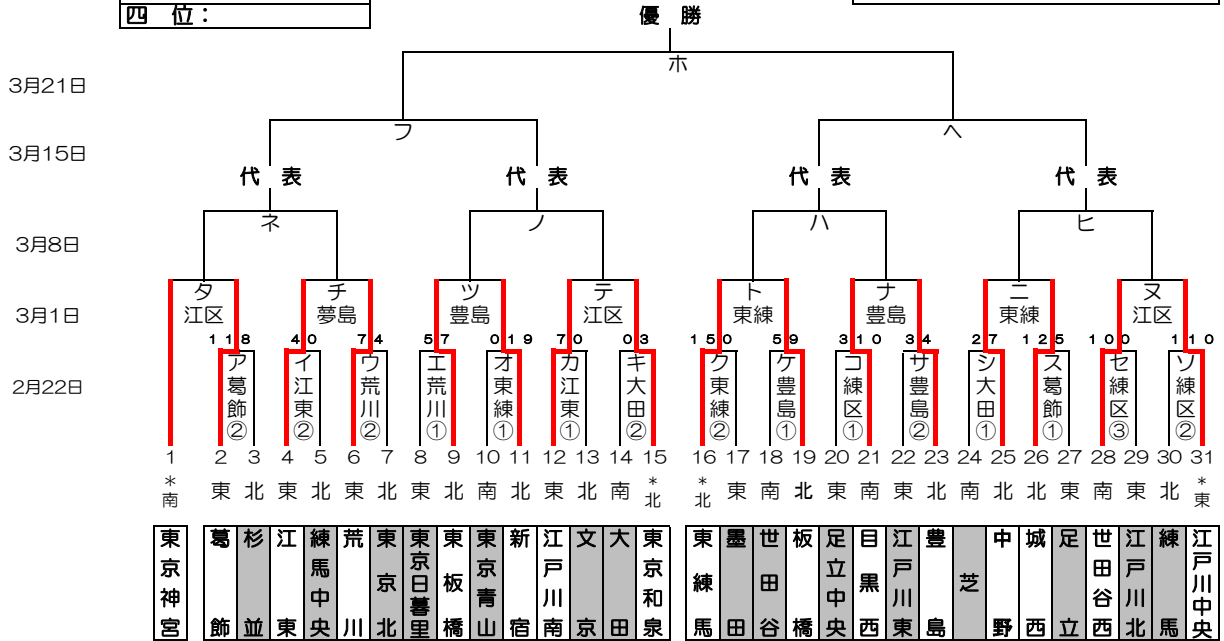 四 位：
優 勝
ホ
3月21日
フ
ヘ
3月15日
代 表
代 表
代 表
代 表
ネ
ノ
ハ
ヒ
3月8日
タ
チ
ツ
テ
ト
ナ
ニ
ヌ
3月1日
江区
夢島
豊島
江区
東練
豊島
東練
江区
1 1 8
4 0
7 4
5 7
0 1 9
7 0
0 3
1 5 0
5 9
3 1 0
3 4
2 7
1 2 5
1 0 0
1 1 0
2月22日
ア葛飾②
イ江東②
ウ荒川②
エ荒川①
オ東練①
カ江東①
キ大田②
ク東練②
ケ豊島①
コ練区①
サ豊島②
シ大田①
ス葛飾①
セ練区③
ソ練区②
1 2 3 4 5 6 7 8 9 10 11 12 13 14 15 16 17 18 19 20 21 22 23 24 25 26 27 28 29 30 31
*南 東 北 東 北 東 北 東 北 南 北 東 北 南 *北 *北 東 南 北 東 南 東 北 南 東 北 東 南 東 北 *東
東京神宮
葛飾
杉並
江東
練馬中央
荒川
東京北
東京日暮里
東板橋
東京青山
新宿
江戸川南
文京
大田
東京和泉
東練馬
墨田
世田谷
板橋
足立中央
目黒西
江戸川東
豊島
芝
中野
城西
足立
世田谷西
江戸川北
練馬
江戸川中央